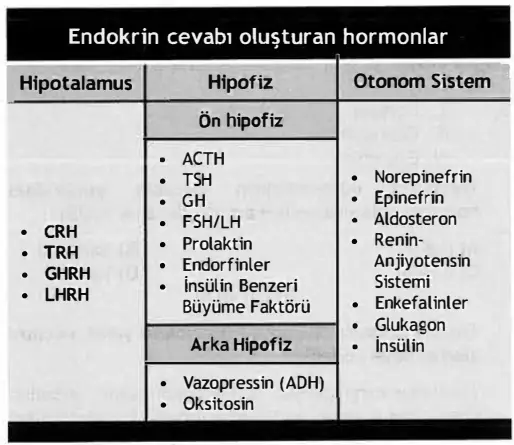 Endokrin cevabı oluşturan hormonlar
Hipotalamus
• CRH
• TRH
• GHRH
• LHRH
Hipofiz
Ön hipofiz
• ACTH
• TSH
• GH
• FSH/LH
• Prolaktin
Endorfinler
• İnsülin Benzeri
Büyüme Faktörü
Arka Hipofiz
• Vazopressin (ADH)
• Oksitosin
Otonom Sistem
• Norepinefrin
• Epinefrin
• Aldosteron
• Renin-
Anjiyotensin
Sistemi
• Enkefalinler
• Glukagon
İnsülin